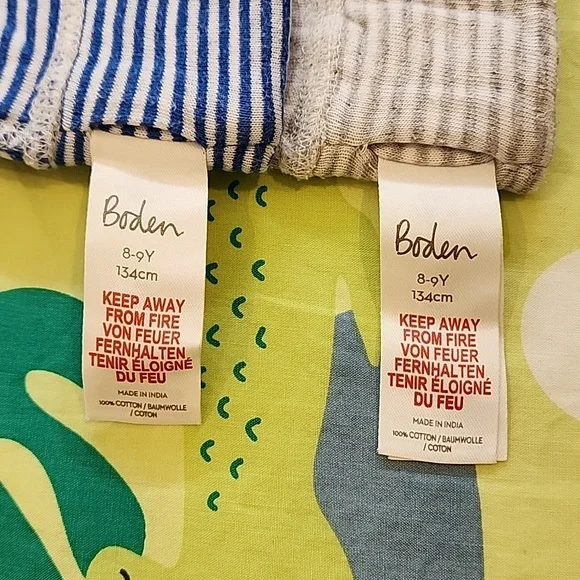 Boden
8-9Y
134cm
KEEP AWAY
FROM FIRE
VON FEUER
FERNHALTEN
TENIR ÉLOIGNÉ
DU FEU
MADE IN INDIA
100% COTTON / BAUMWOLLE
/ COTON
Boden
8-9Y
134cm
KEEP AWAY
FROM FIRE
VON FEUER
FERNHALTEN
TENIR ÉLOIGNÉ
DU FEU
MADE IN INDIA
100% COTTON / BAUMWOLLE
/ COTON